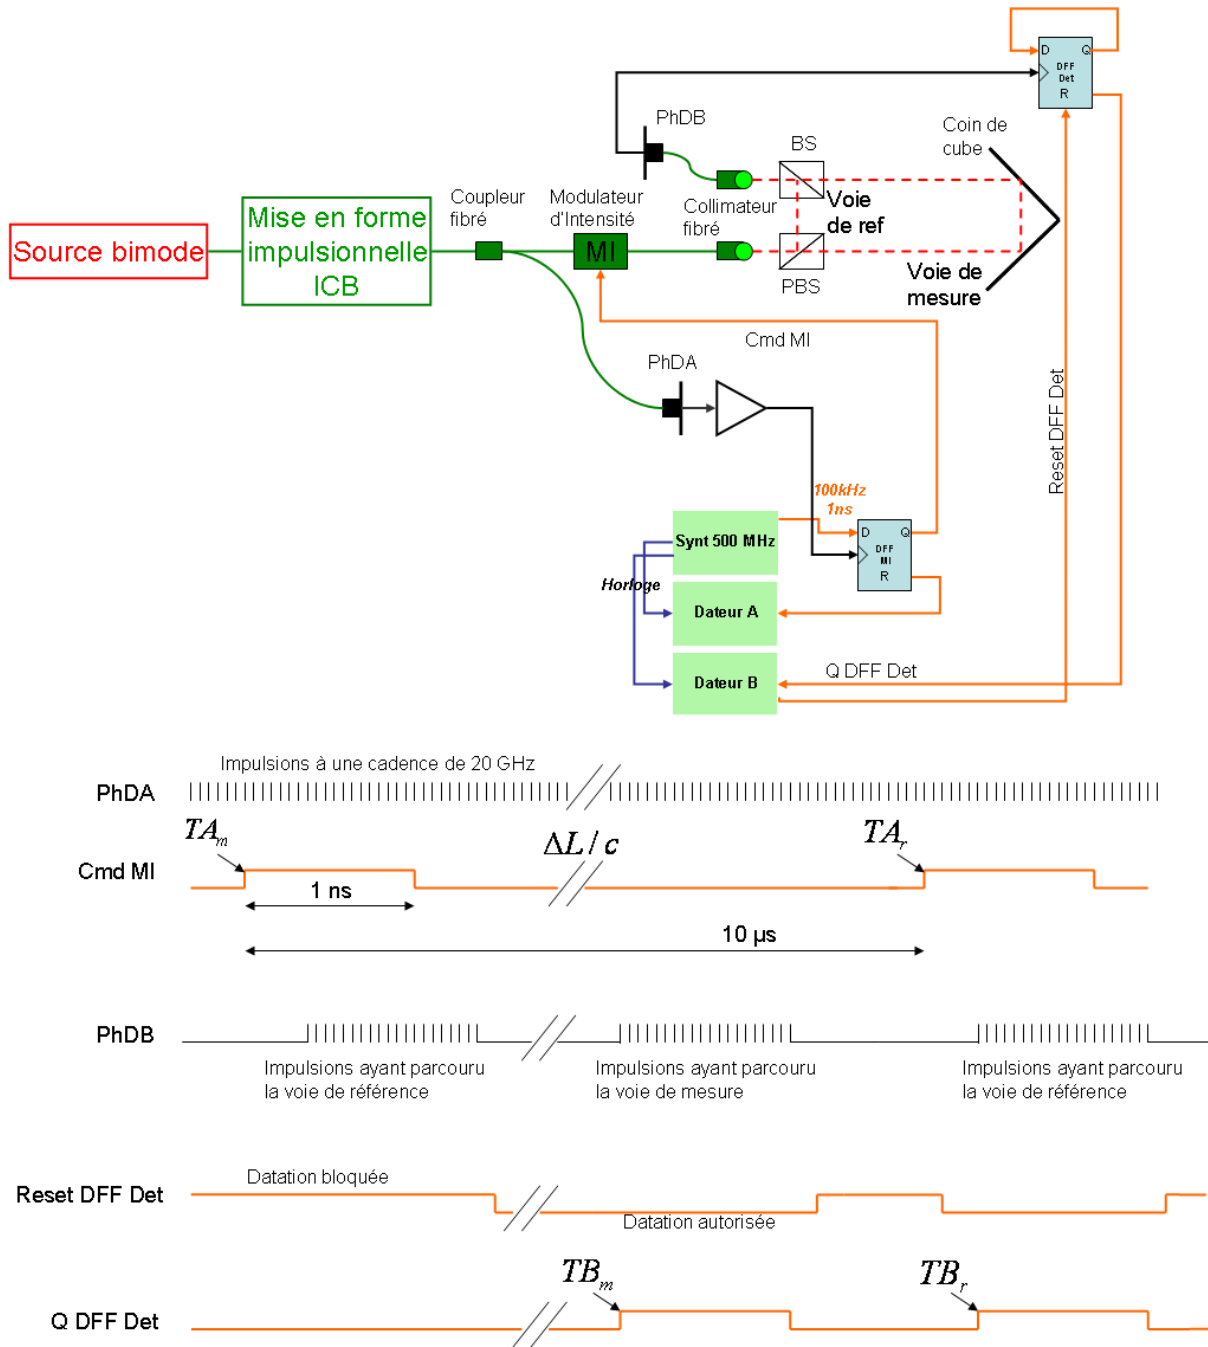 D
Q
DFF
Det
R
PhDB
BS
Coin de
cube
Coupleur
fibré
Modulateur
d'Intensité
Collimateur
fibré
Voie
de ref
Source bimode
Mise en forme
impulsionnelle
ICB
MI
PBS
Voie de
mesure
Cmd MI
PhDA
Reset DFF Det
100kHz
1ns
Synt 500 MHz
D
Q
DFF
MI
R
Horloge
Dateur A
Dateur B
Q DFF Det
Impulsions à une cadence de 20 GHz
PhDA
TAm
ΔL / c
TAr
Cmd MI
1 ns
10 µs
PhDB
Impulsions ayant parcouru
la voie de référence
Impulsions ayant parcouru
la voie de mesure
Impulsions ayant parcouru
la voie de référence
Datation bloquée
Reset DFF Det
Datation autorisée
TBm
TBr
Q DFF Det